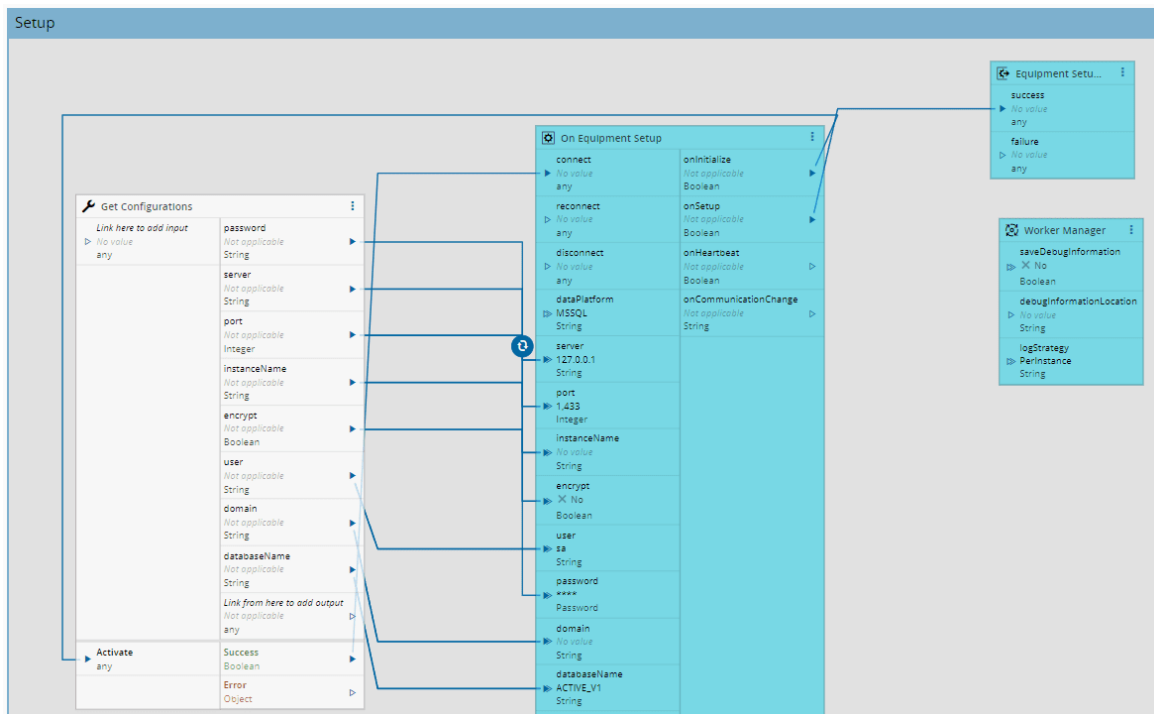 Setup
Equipment Setu...
success
No value
any
failure
No value
any
Worker Manager
saveDebugInformation
No
Boolean
debugInformationLocation
No value
String
logStrategy
PerInstance
String
On Equipment Setup
connect
No value
any
reconnect
No value
any
disconnect
No value
any
dataPlatform
MSSQL
String
server
127.0.0.1
String
port
1,433
Integer
instanceName
No value
String
encrypt
No
Boolean
user
sa
String
password
****
Password
domain
No value
String
databaseName
ACTIVE_V1
String
onInitialize
Not applicable
Boolean
onSetup
Not applicable
Boolean
onHeartbeat
Not applicable
Boolean
onCommunicationChange
Not applicable
String
Get Configurations
Link here to add input
No value
any
password
Not applicable
String
server
Not applicable
String
port
Not applicable
Integer
instanceName
Not applicable
String
encrypt
Not applicable
Boolean
user
Not applicable
String
domain
Not applicable
String
databaseName
Not applicable
String
Link from here to add output
Not applicable
any
Activate
any
Success
Boolean
Error
Object